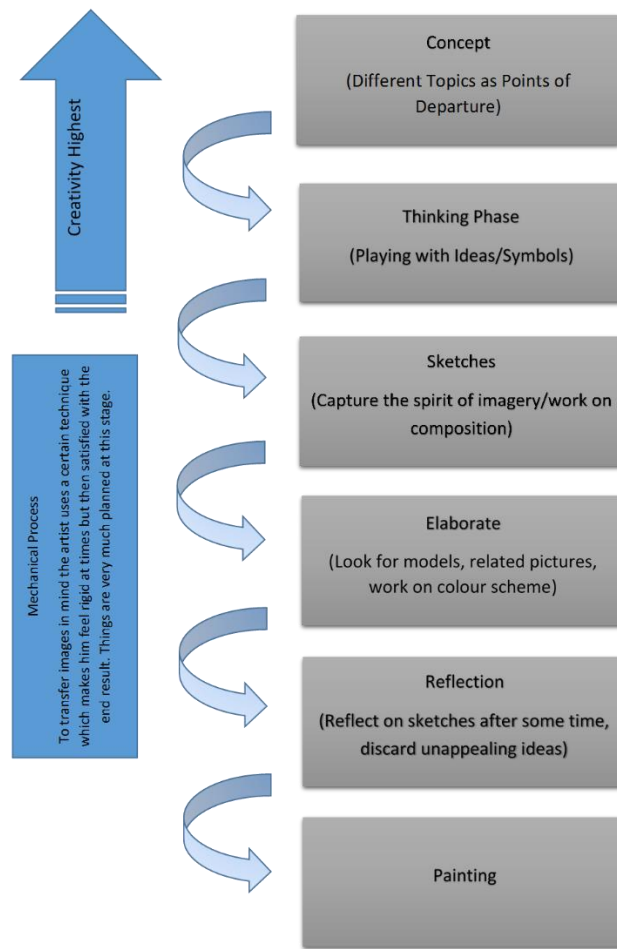 Creativity Highest
Mechanical Process
To transfer images in mind the artist uses a certain technique
which makes him feel rigid at times but then satisfied with the
end result. Things are very much planned at this stage.
Concept
(Different Topics as Points of
Departure)
Thinking Phase
(Playing with Ideas/Symbols)
Sketches
(Capture the spirit of imagery/work on
composition)
Elaborate
(Look for models, related pictures,
work on colour scheme)
Reflection
(Reflect on sketches after some time,
discard unappealing ideas)
Painting